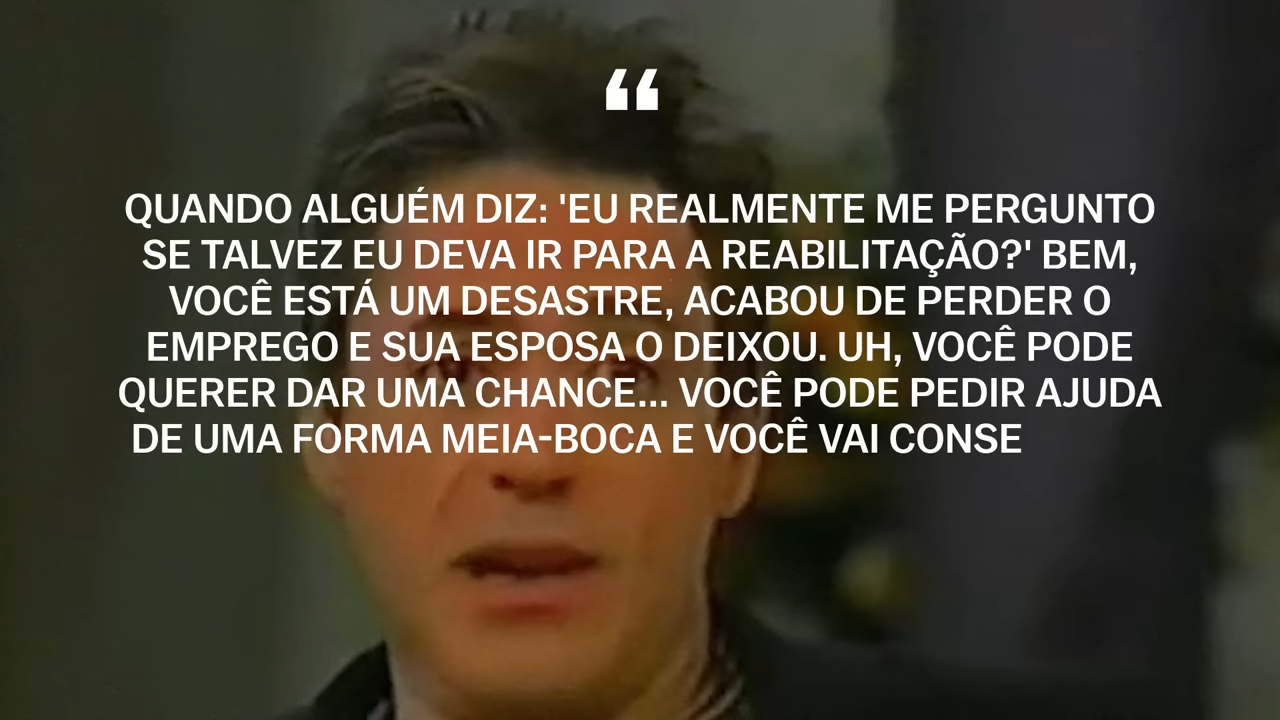 “
QUANDO ALGUÉM DIZ: 'EU REALMENTE ME PERGUNTO
SE TALVEZ EU DEVA IR PARA A REABILITAÇÃO?' BEM,
VOCÊ ESTÁ UM DESASTRE, ACABOU DE PERDER O
EMPREGO E SUA ESPOSA O DEIXOU. UH, VOCÊ PODE
QUERER DAR UMA CHANCE... VOCÊ PODE PEDIR AJUDA
DE UMA FORMA MEIA-BOCA E VOCÊ VAI CONSE